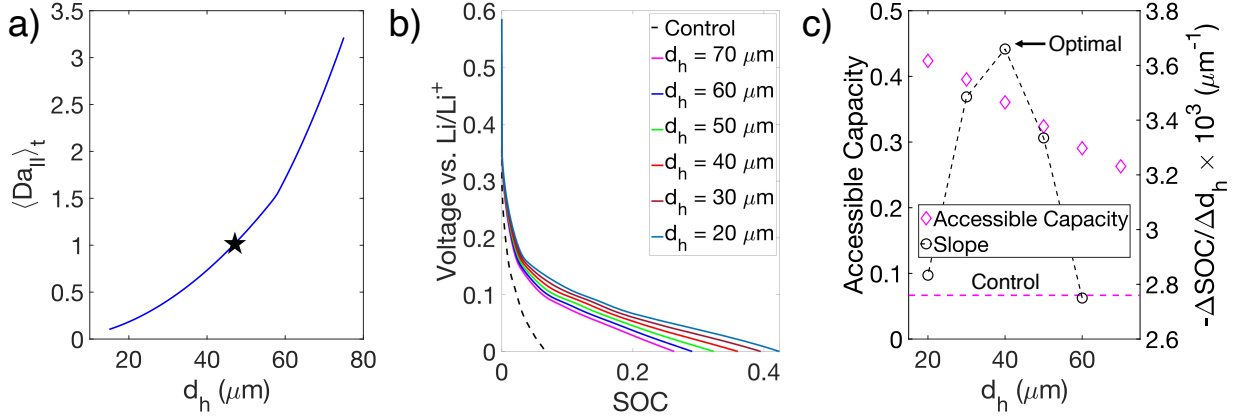 a)
⟨Da_II⟩_t
3.5
3
2.5
2
1.5
1
0.5
0
20
40
60
80
d_h (μm)
b)
Voltage vs. Li/Li⁺
0.6
0.5
0.4
0.3
0.2
0.1
0
0
0.2
0.4
SOC
Control
d_h = 70 μm
d_h = 60 μm
d_h = 50 μm
d_h = 40 μm
d_h = 30 μm
d_h = 20 μm
c)
Accessible Capacity
0.5
0.4
0.3
0.2
0.1
0
Optimal
Accessible Capacity
Slope
Control
20
40
60
d_h (μm)
3.8
3.6
3.4
3.2
3
2.8
2.6
-ΔSOC/Δd_h × 10³ (μm⁻¹)